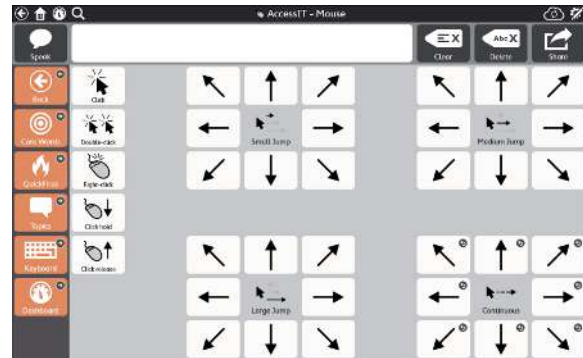 AccessIT - Mouse
Speak
Clear
Abc
Delete
Share
Back
Click
Core Words
Double-click
Small Jump
Medium Jump
QuickFires
Right-click
Topics
Click hold
Keyboard
Click release
Dashboard
Large Jump
Continuous